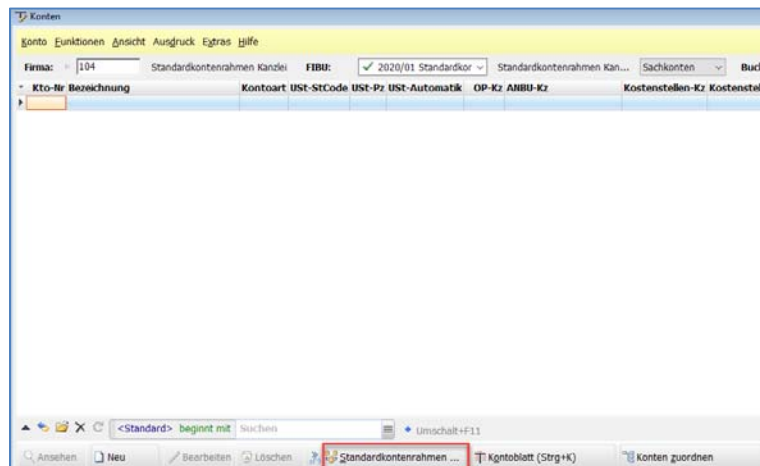 Konten
Konto Funktionen Ansicht Ausdruck Extras Hilfe
Firma: 104 Standardkontenrahmen Kanzlei FIBU: 2020/01 Standardkor Standardkontenrahmen Kan... Sachkonten Buc
Kto-Nr Bezeichnung Kontoart USt-StCode USt-Pz USt-Automatik OP-Kz ANBU-Kz Kostenstellen-Kz Kostenstel
<Standard> beginnt mit Suchen Umschalt+F11
Ansehen Neu Bearbeiten Löschen Standardkontenrahmen ... Kontoblatt (Strg+K) Konten zuordnen